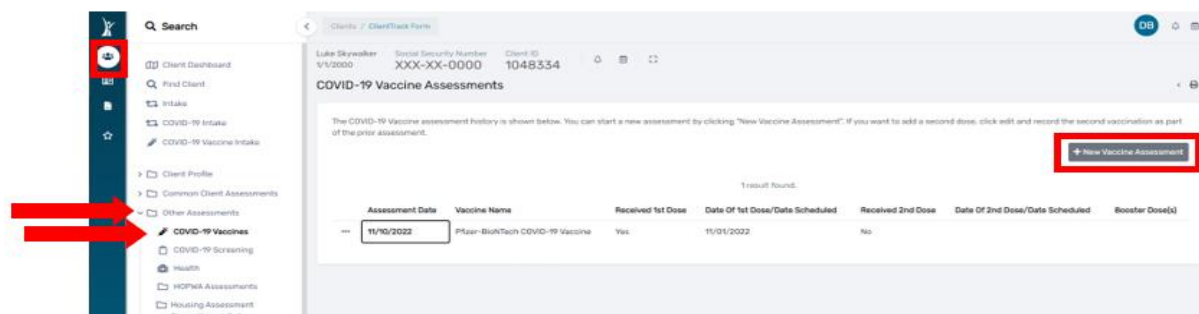 Search
Client Dashboard
Find Client
Intake
COVID-19 Intake
COVID-19 Vaccine Intake
Client Profile
Common Client Assessments
Other Assessments
COVID-19 Vaccines
COVID-19 Screening
Health
HOPWA Assessments
Housing Assessment
Clients / ClientTrack Form
DB
Luke Skywalker Social Security Number Client ID
1/1/2000 XXX-XX-0000 1048334
COVID-19 Vaccine Assessments
The COVID-19 Vaccine assessment history is shown below. You can start a new assessment by clicking "New Vaccine Assessment". If you want to add a second dose, click edit and record the second vaccination as part
of the prior assessment.
+ New Vaccine Assessment
1 result found.
Assessment Date Vaccine Name Received 1st Dose Date Of 1st Dose/Date Scheduled Received 2nd Dose Date Of 2nd Dose/Date Scheduled Booster Dose(s)
11/10/2022 Pfizer-BioNTech COVID-19 Vaccine Yes 11/01/2022 No